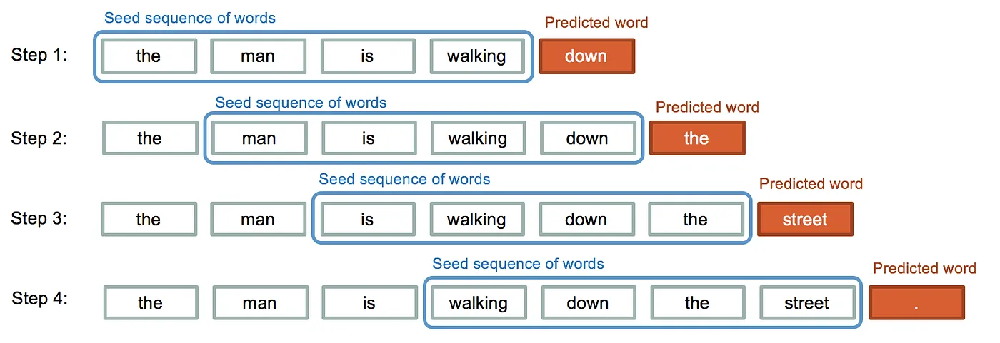 Seed sequence of words
Predicted word
Step 1: the man is walking down
Seed sequence of words
Predicted word
Step 2: the man is walking down the
Seed sequence of words
Predicted word
Step 3: the man is walking down the street
Seed sequence of words
Predicted word
Step 4: the man is walking down the street .